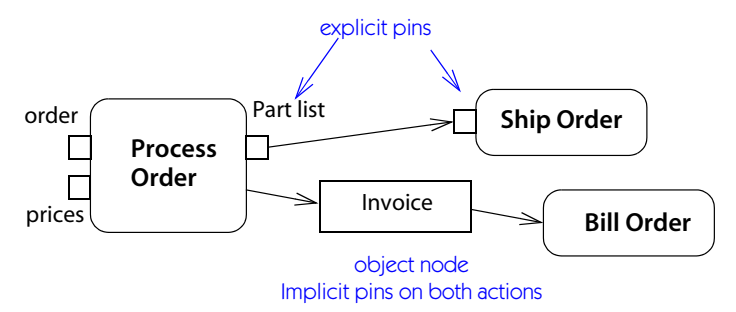 explicit pins
order
Part list
Process
Order
Ship Order
prices
Invoice
Bill Order
object node
Implicit pins on both actions